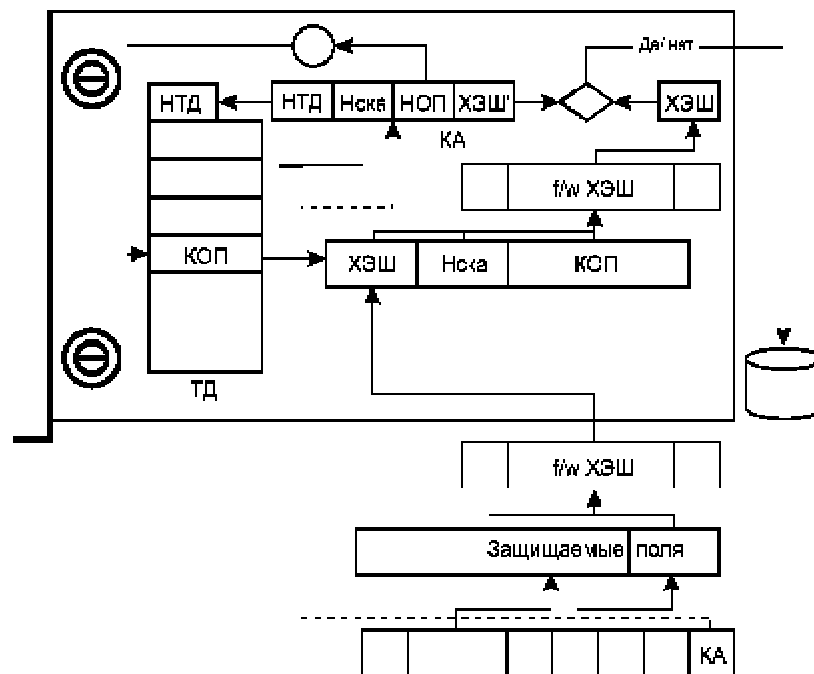 Да/нет
НТД НТД Нска НОП ХЭШ' ХЭШ
КА
f/w ХЭШ
КОП ХЭШ Нска КОП
ТД
f/w ХЭШ
Защищаемые поля
КА